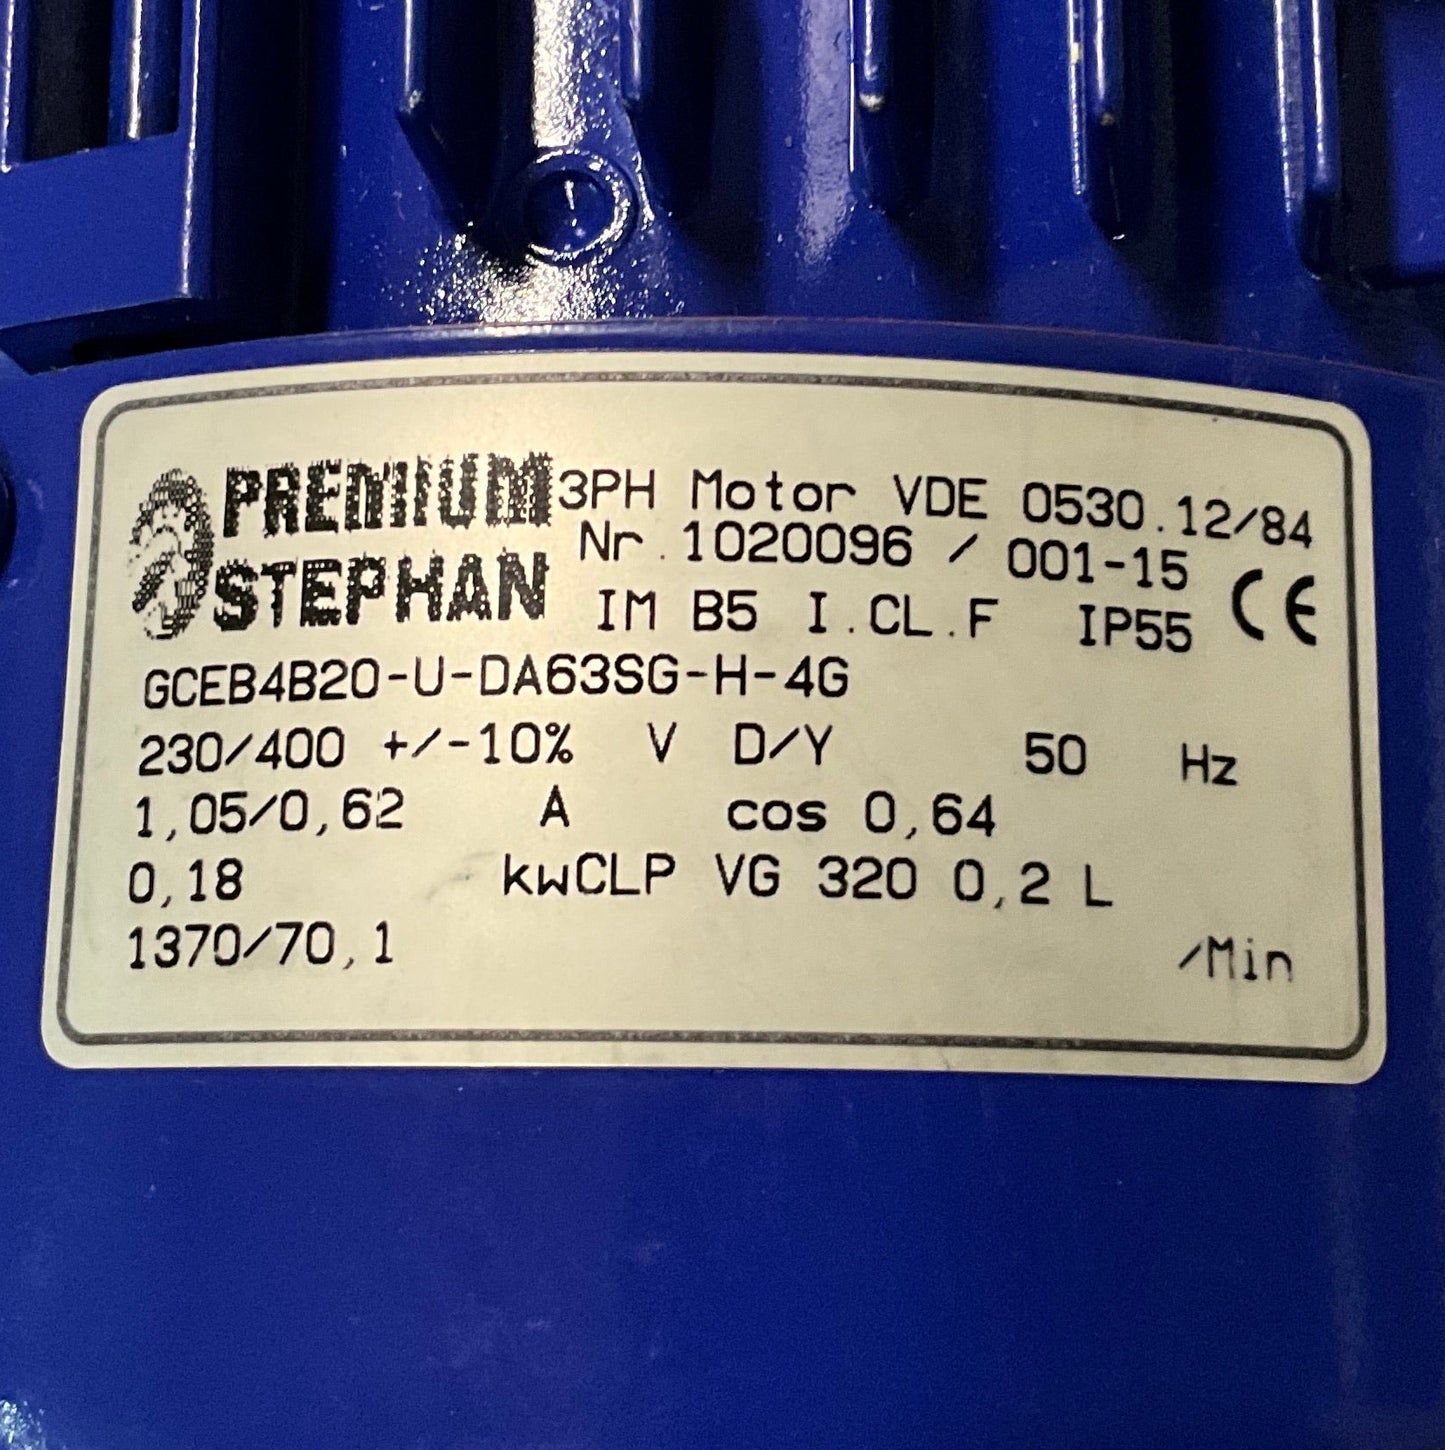 PREMIUM
STEPHAN
3PH Motor VDE 0530.12/84
Nr.1020096 / 001-15
IM B5 I.CL.F IP55 CE
GCEB4B20-U-DA63SG-H-4G
230/400 +/-10% V D/Y 50 Hz
1,05/0,62 A cos 0,64
0,18 kwCLP VG 320 0,2 L
1370/70,1 /Min